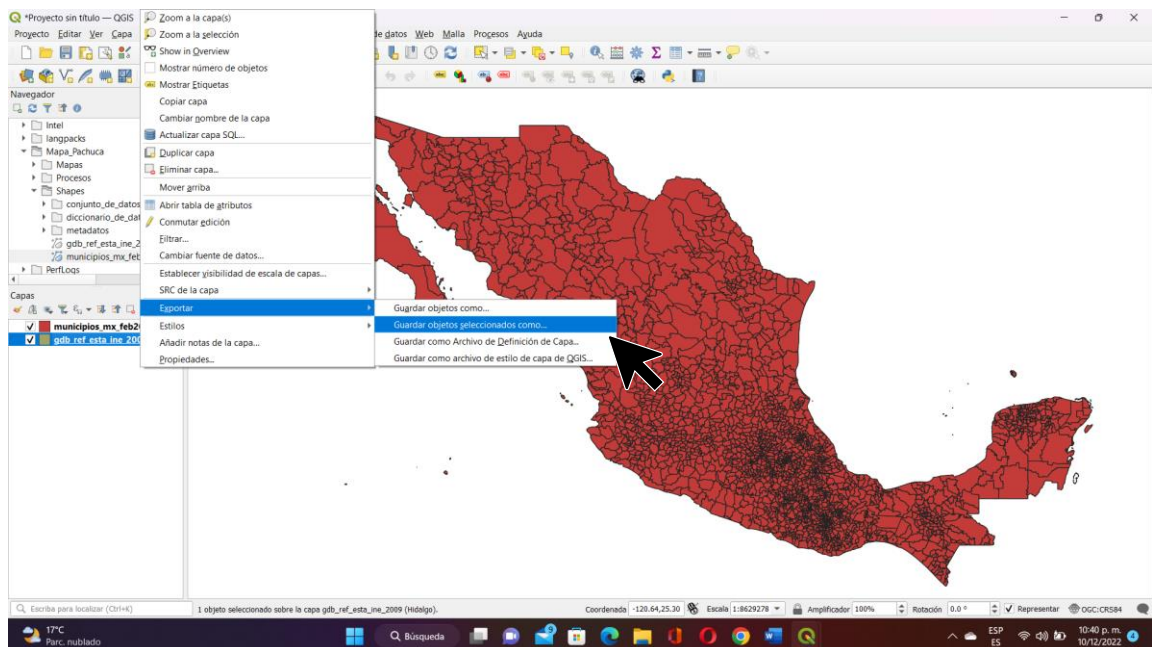 *Proyecto sin título — QGIS
Proyecto Editar Ver Capa
de datos Web Malla Procesos Ayuda
Navegador
Intel
langpacks
Mapa_Pachuca
Mapas
Procesos
Shapes
conjunto_de_datos
diccionario_de_dat
metadatos
gdb_ref_esta_ine_2
municipios_mx_feb
PerfLogs
Capas
municipios_mx_feb20
gdb_ref_esta_ine_200
Zoom a la capa(s)
Zoom a la selección
Show in Overview
Mostrar número de objetos
Mostrar Etiquetas
Copiar capa
Cambiar nombre de la capa
Actualizar capa SQL...
Duplicar capa
Eliminar capa...
Mover arriba
Abrir tabla de atributos
Conmutar edición
Filtrar...
Cambiar fuente de datos...
Establecer visibilidad de escala de capas...
SRC de la capa
Exportar
Estilos
Añadir notas de la capa...
Propiedades...
Guardar objetos como...
Guardar objetos seleccionados como...
Guardar como Archivo de Definición de Capa...
Guardar como archivo de estilo de capa de QGIS...
Escriba para localizar (Ctrl+K)
1 objeto seleccionado sobre la capa gdb_ref_esta_ine_2009 (Hidalgo).
Coordenada -120.64,25.30
Escala 1:8629278
Amplificador 100%
Rotación 0.0 °
Representar
OGC:CRS84
17°C
Parc. nublado
Búsqueda
9
ESP
ES
10:40 p. m.
10/12/2022
4